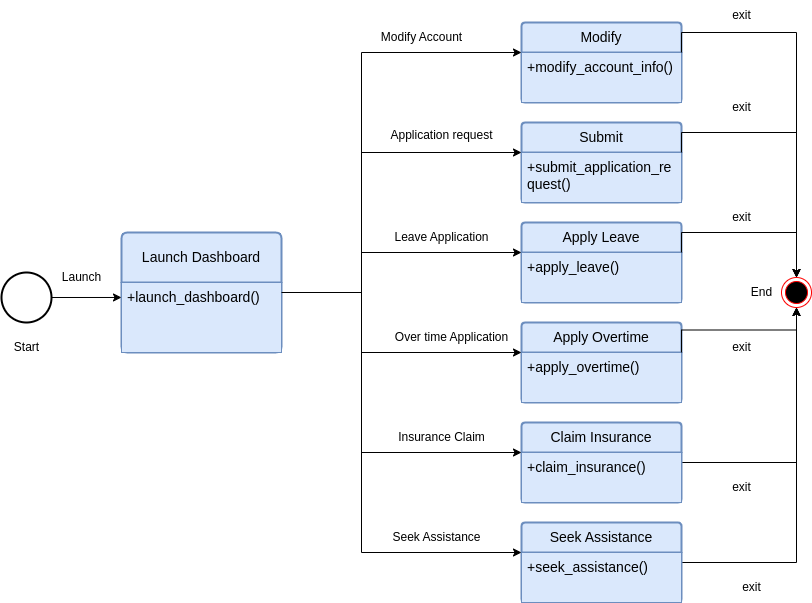 Modify Account
Modify
+modify_account_info()
exit
Application request
Submit
+submit_application_re
quest()
exit
Leave Application
Apply Leave
+apply_leave()
exit
Launch
Launch Dashboard
+launch_dashboard()
Start
End
Over time Application
Apply Overtime
+apply_overtime()
exit
Insurance Claim
Claim Insurance
+claim_insurance()
exit
Seek Assistance
Seek Assistance
+seek_assistance()
exit